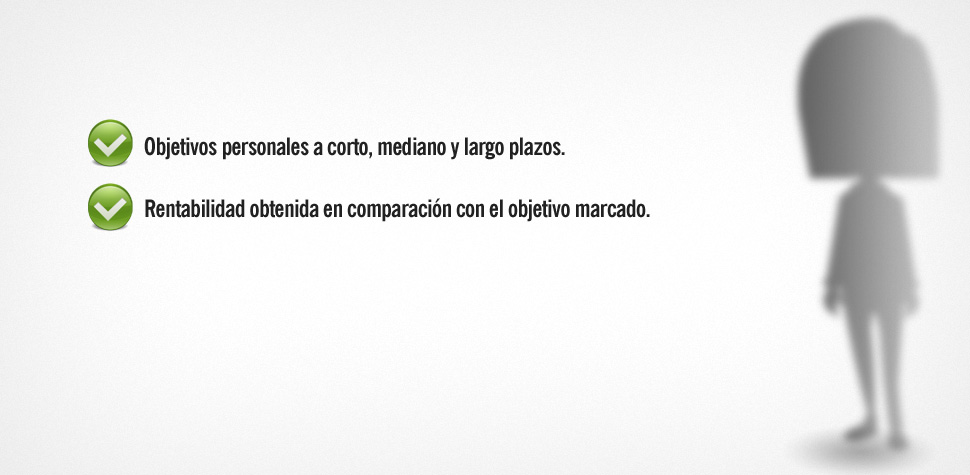 Objetivos personales a corto, mediano y largo plazos.
Rentabilidad obtenida en comparación con el objetivo marcado.